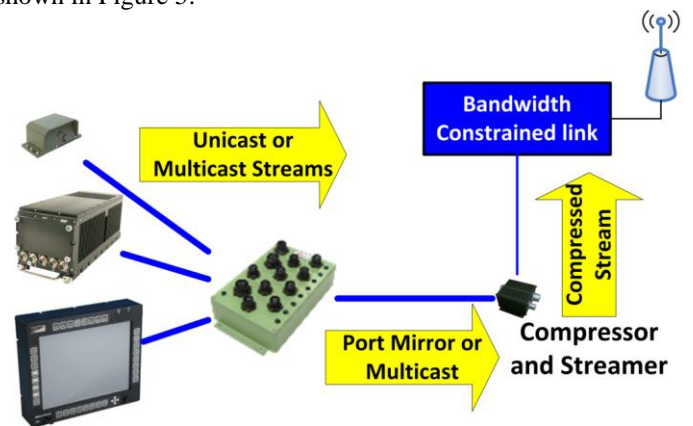 shown in Figure 3.
Unicast or
Multicast Streams
Bandwidth
Constrained link
Compressed
Stream
Port Mirror or
Multicast
Compressor
and Streamer